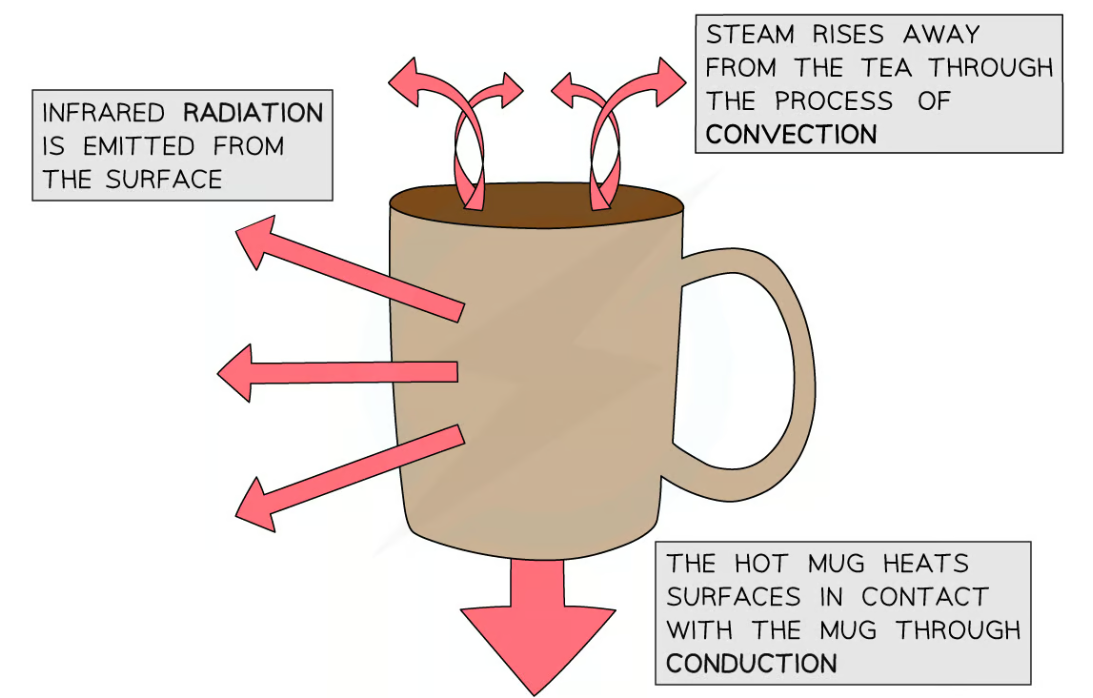 INFRARED RADIATION
IS EMITTED FROM
THE SURFACE
STEAM RISES AWAY
FROM THE TEA THROUGH
THE PROCESS OF
CONVECTION
THE HOT MUG HEATS
SURFACES IN CONTACT
WITH THE MUG THROUGH
CONDUCTION